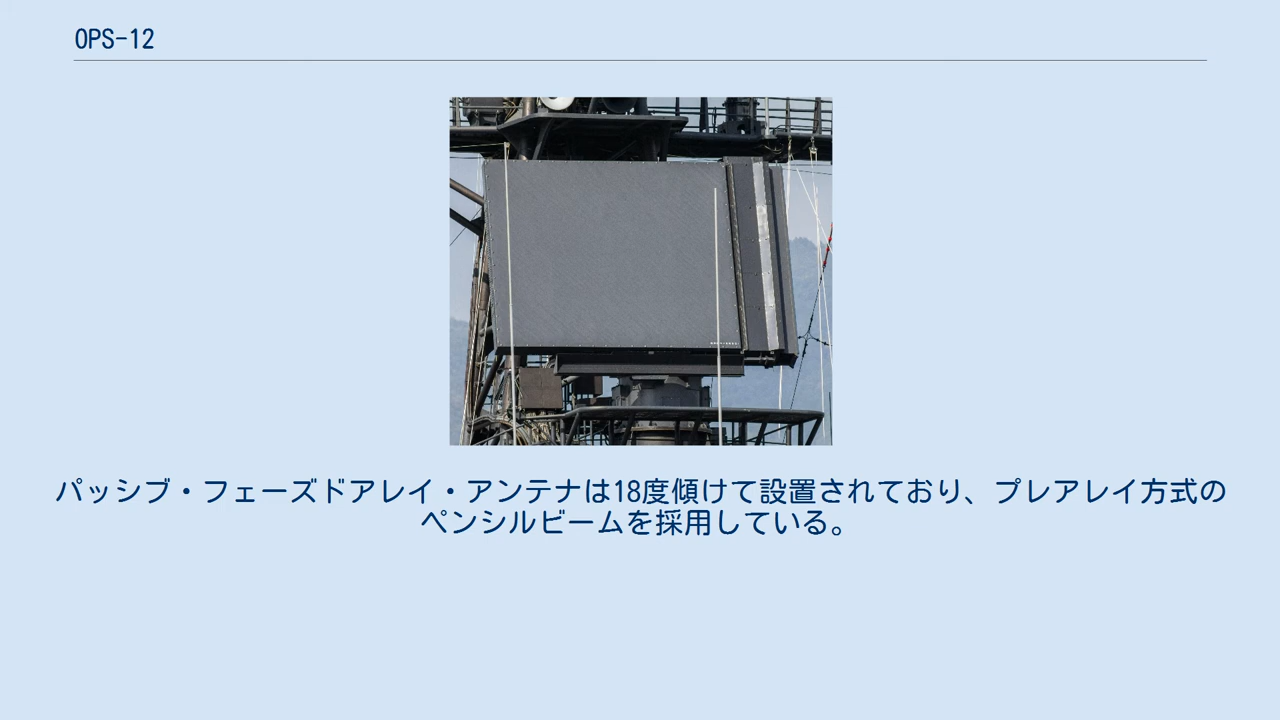 OPS-12
パッシブ・フェーズドアレイ・アンテナは18度傾けて設置されており、プレアレイ方式の
ペンシルビームを採用している。